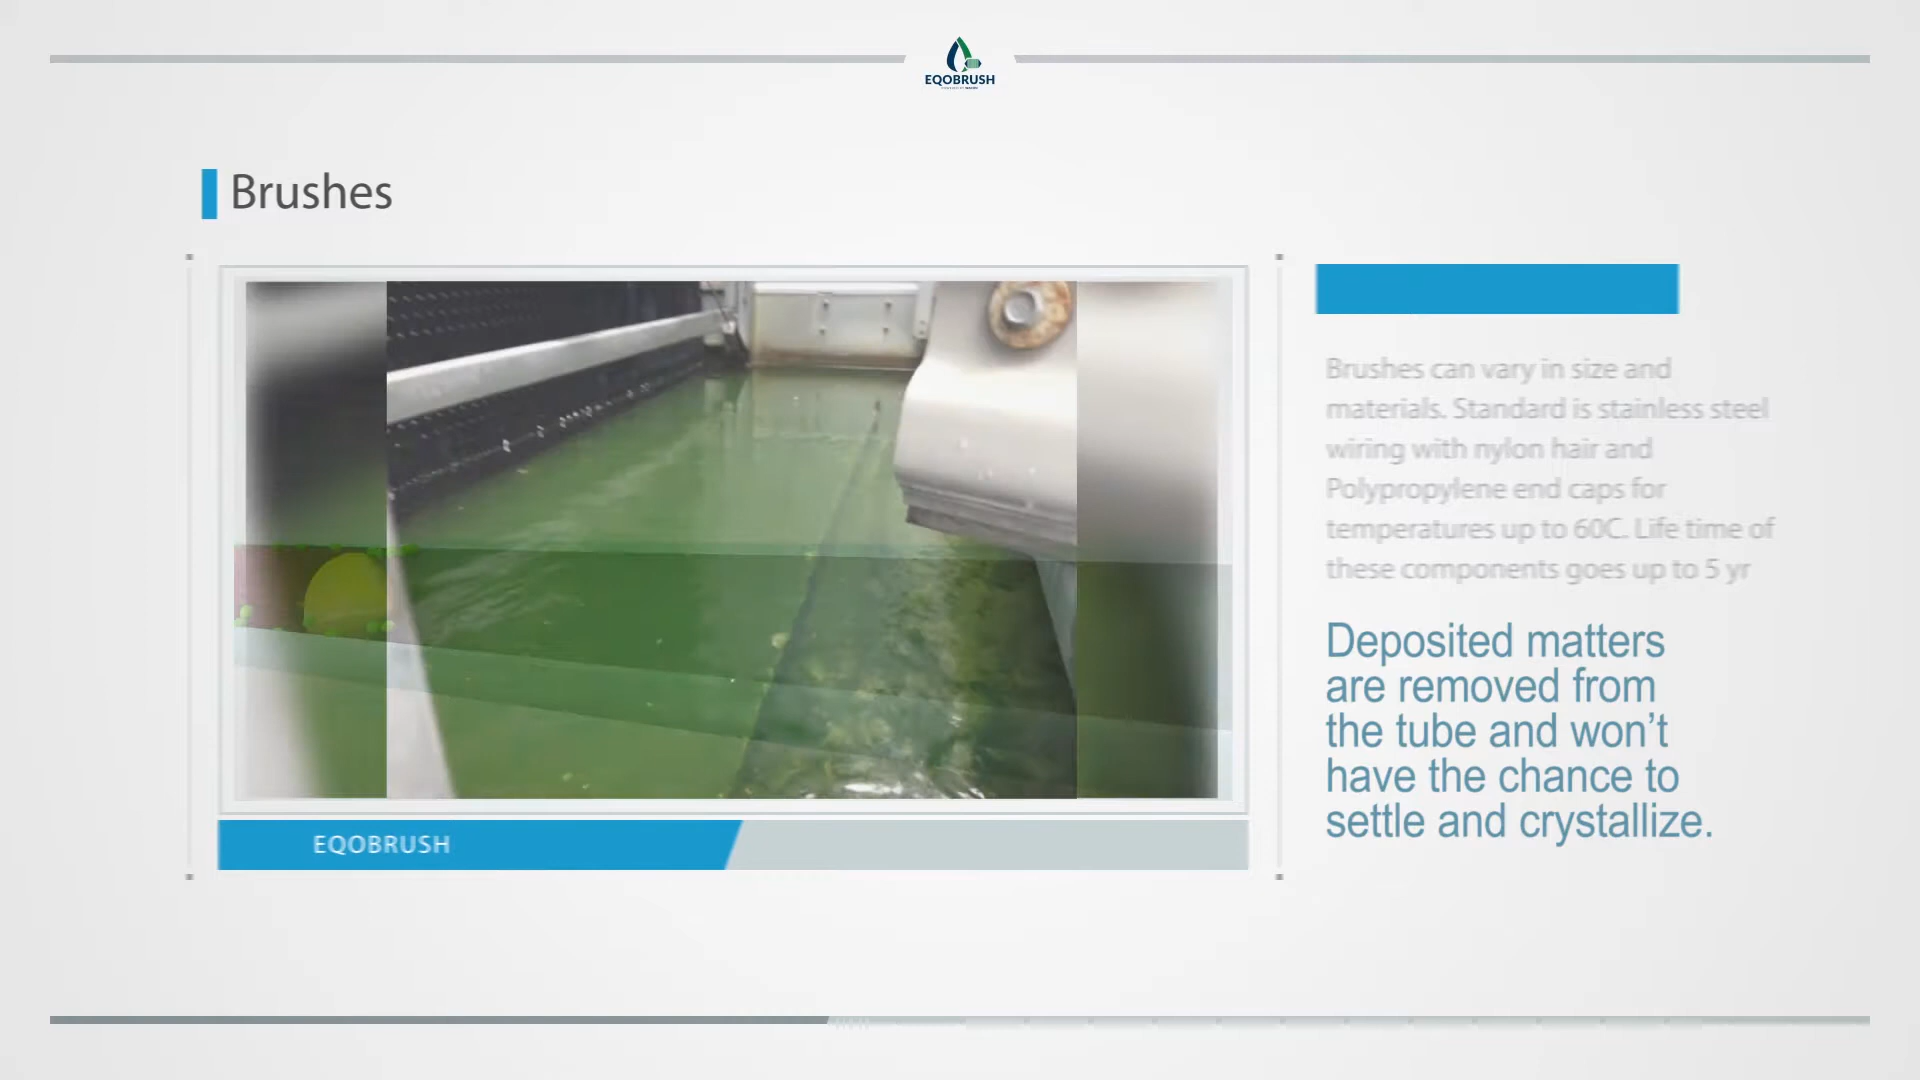 EQOBRUSH
Brushes
Brushes can vary in size and
materials. Standard is stainless steel
wiring with nylon hair and
Polypropylene end caps for
temperatures up to 60C. Life time of
these components goes up to 5 yr
Deposited matters
are removed from
the tube and won’t
have the chance to
settle and crystallize.
EQOBRUSH